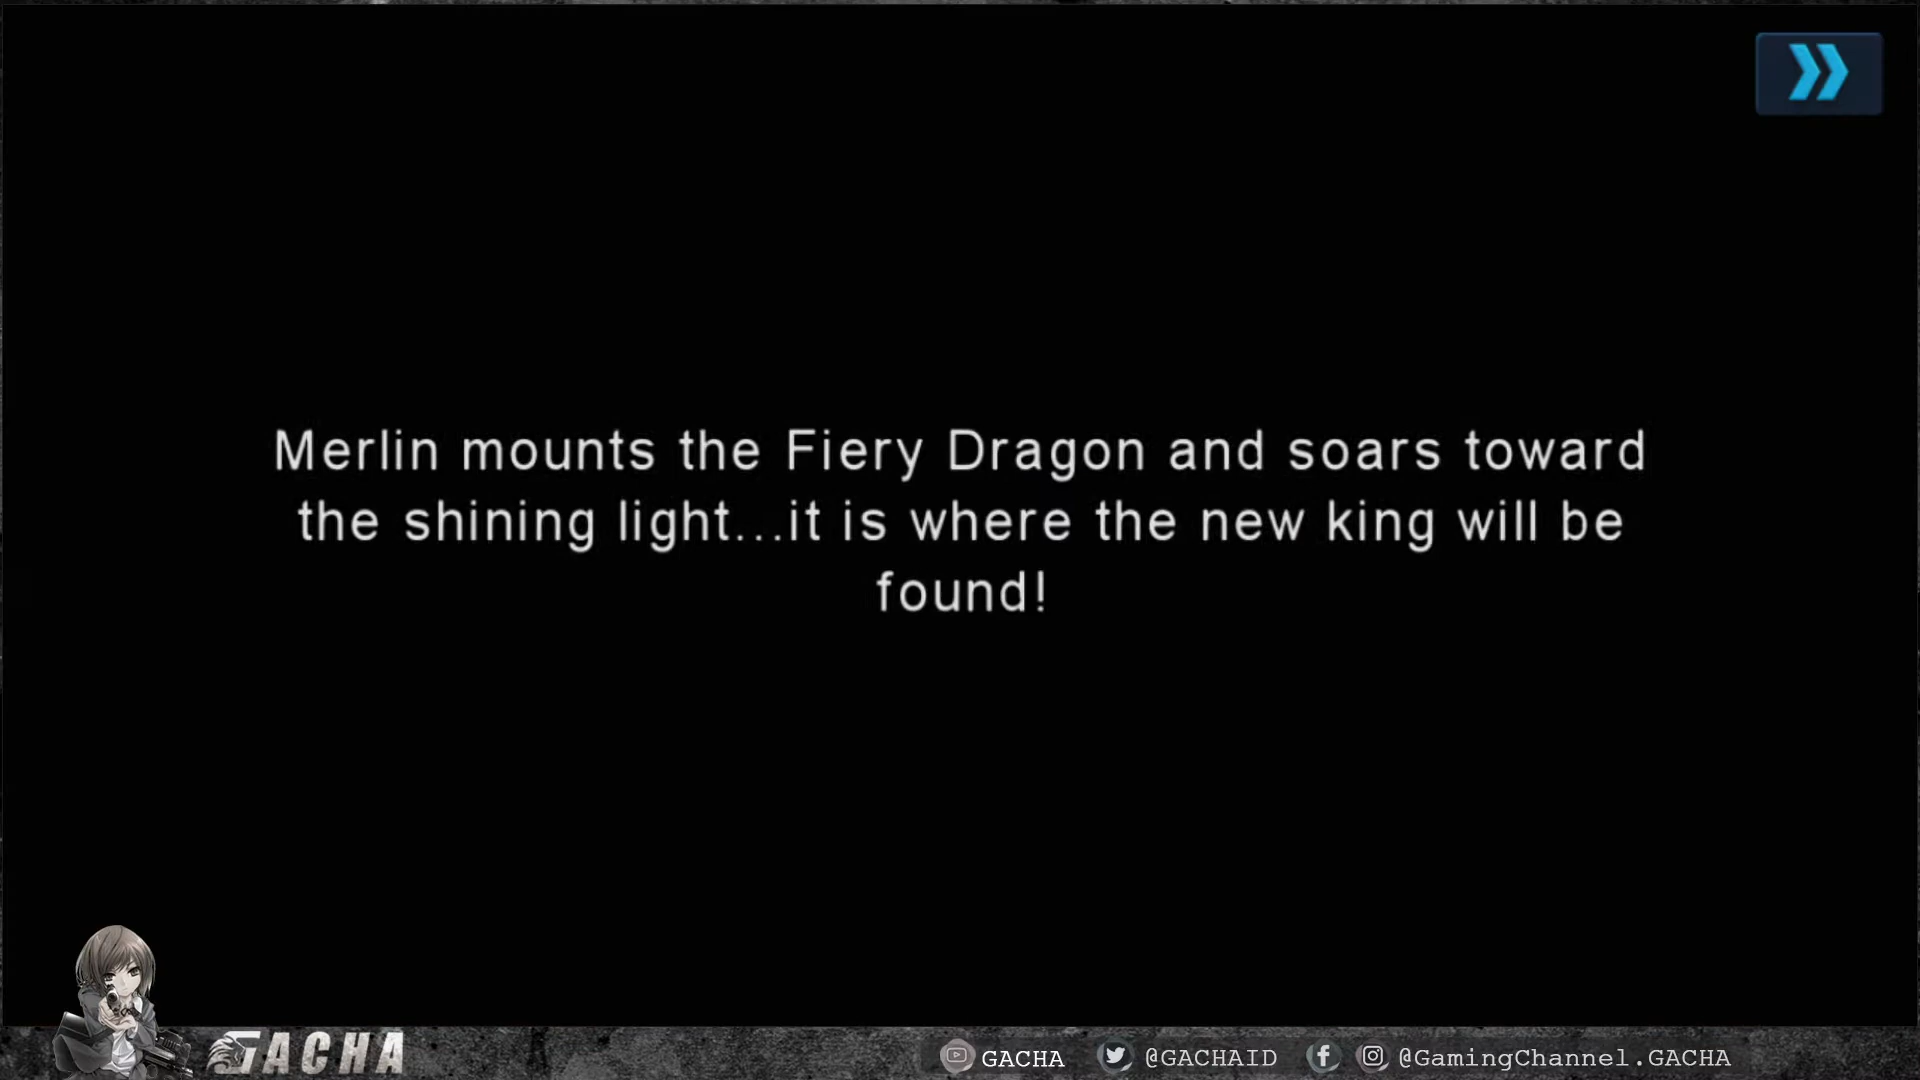 Merlin mounts the Fiery Dragon and soars toward
the shining light...it is where the new king will be
found!
GACHA
GACHA
@GACHAID
@GamingChannel.GACHA